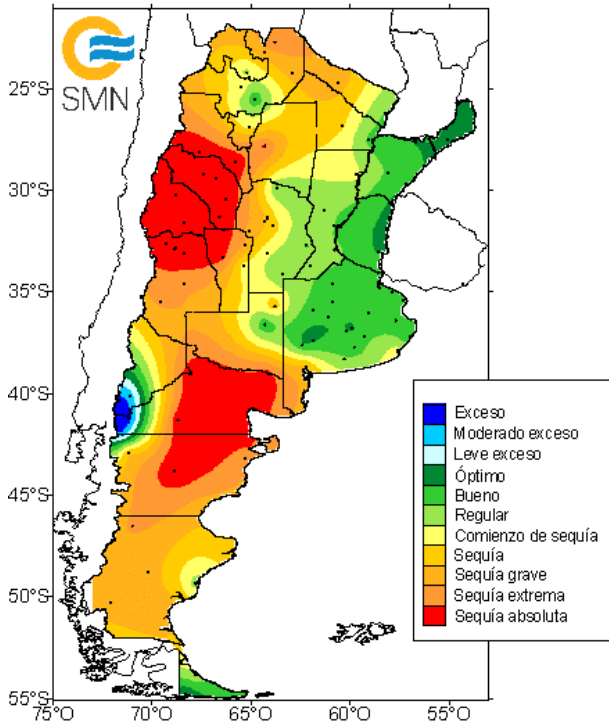 SMN
25°S
30°S
35°S
40°S
45°S
50°S
55°S
75°O
70°O
65°O
60°O
55°O
Exceso
Moderado exceso
Leve exceso
Óptimo
Bueno
Regular
Comienzo de sequía
Sequía
Sequía grave
Sequía extrema
Sequía absoluta